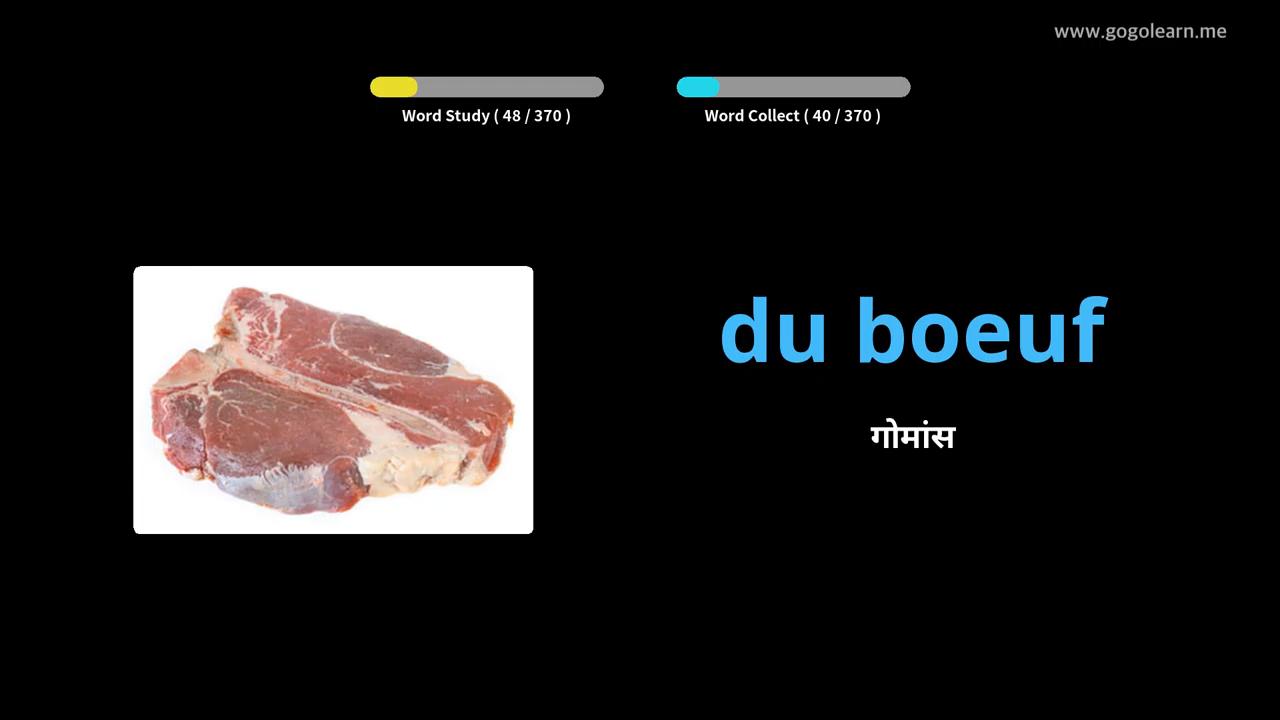 www.gogolearn.me
Word Study ( 48 / 370 )
Word Collect ( 40 / 370 )
du boeuf
गोमांस